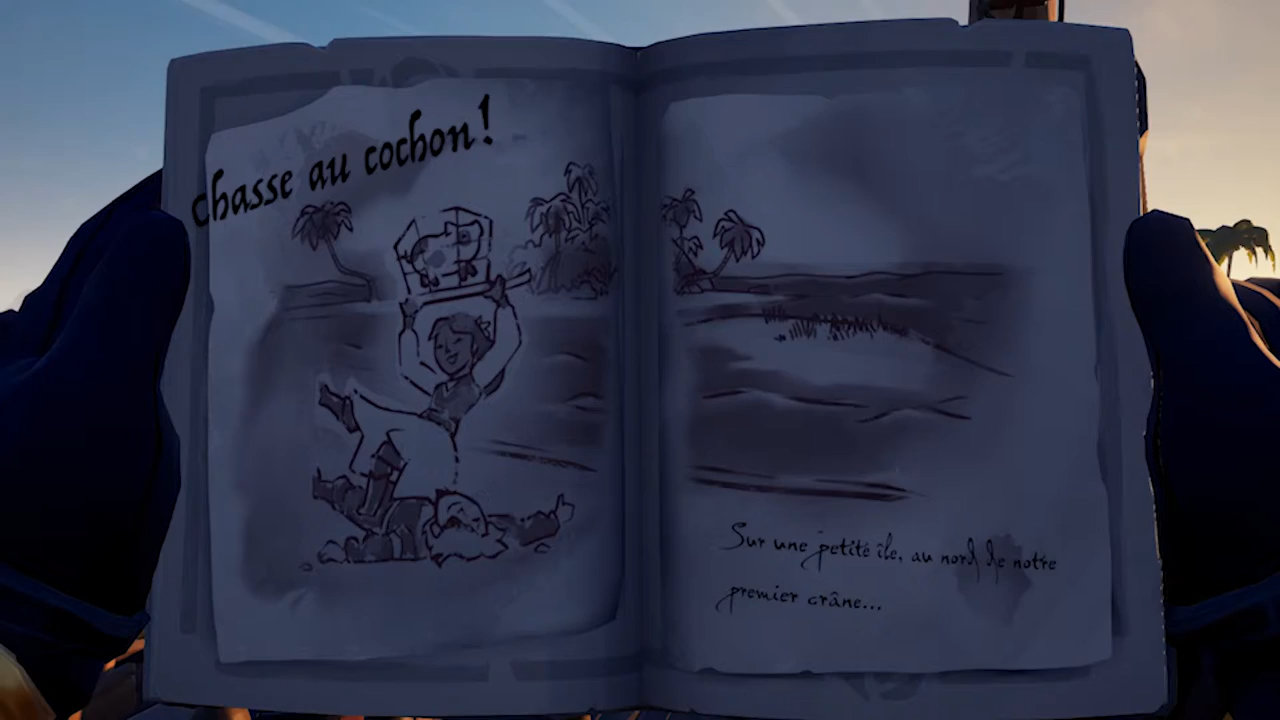 chasse au cochon!
Sur une petite île, au nord de notre
premier crâne...